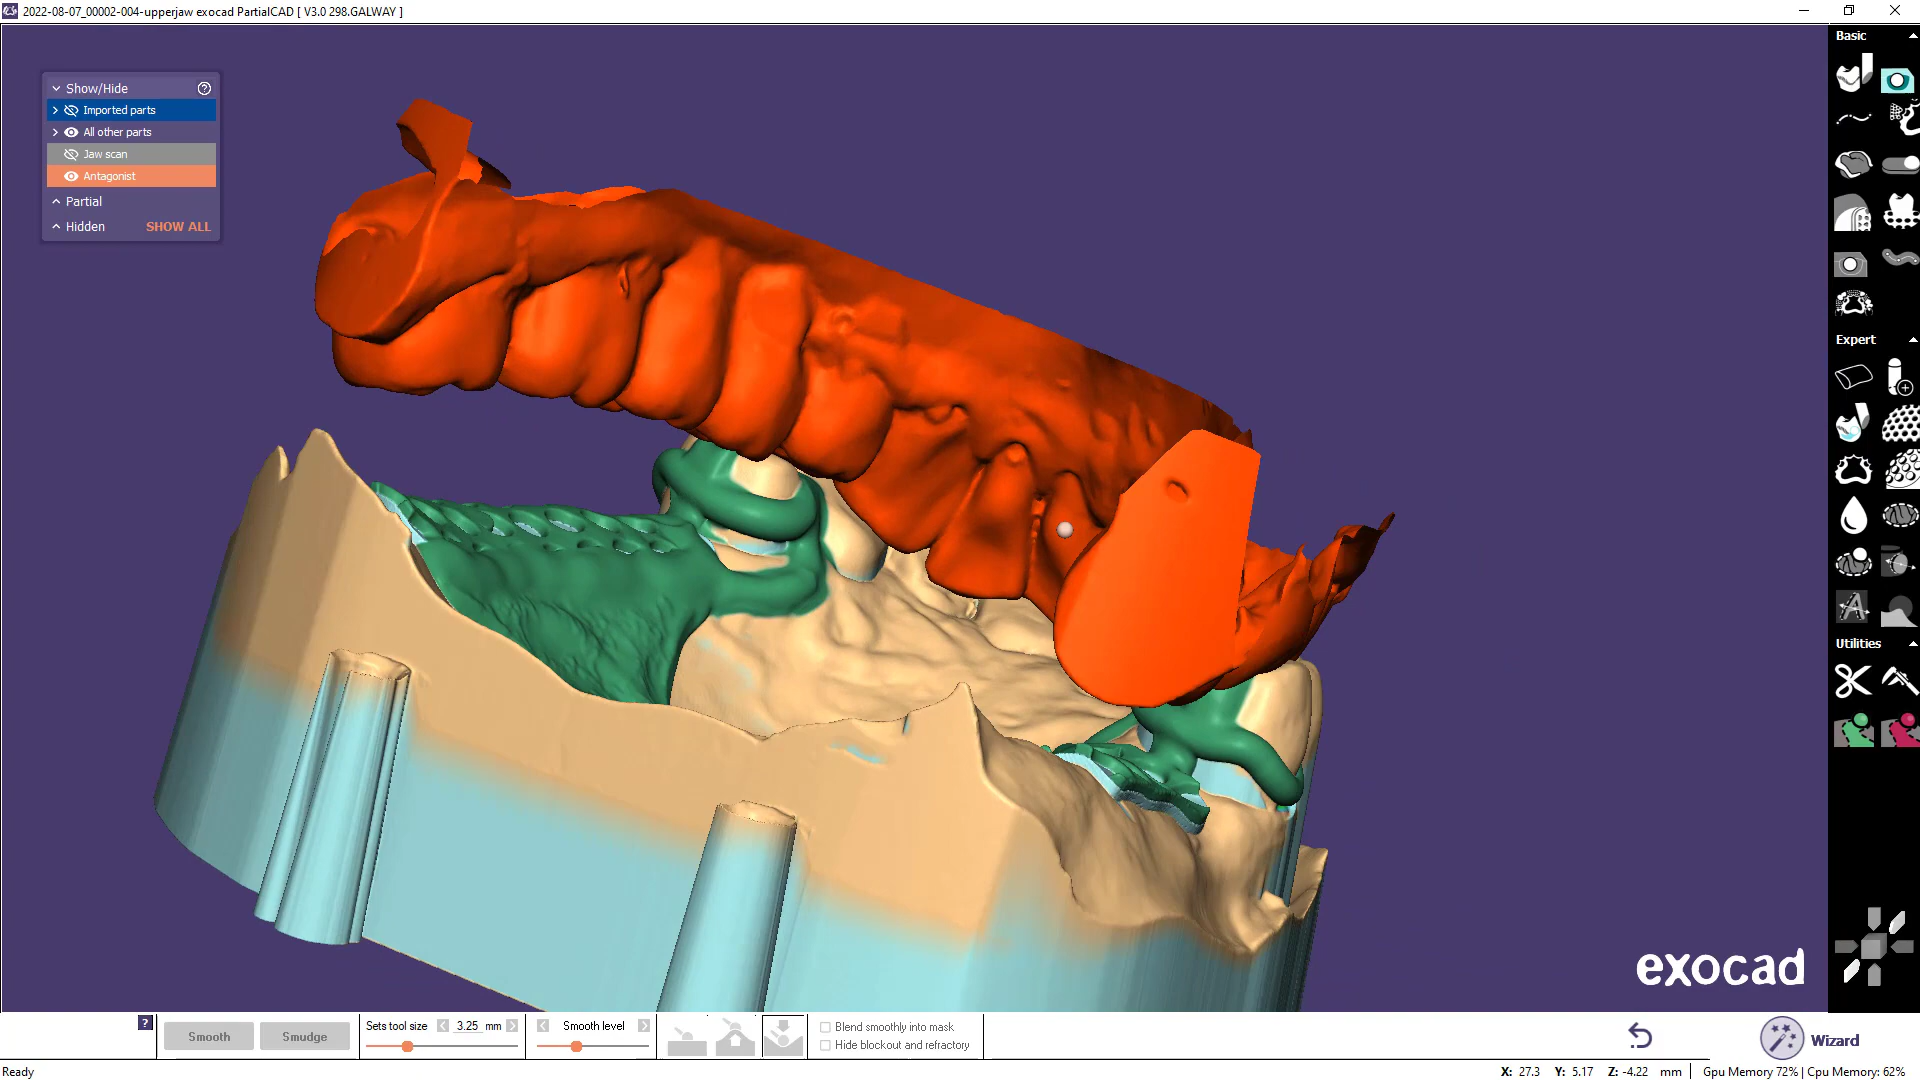 2022-08-07_00002-004-upperjaw exocad PartialCAD [ V3.0 298.GALWAY ]
Basic
Show/Hide
Imported parts
All other parts
Jaw scan
Antagonist
Partial
Hidden SHOW ALL
Expert
Utilities
exocad
Smooth Smudge Sets tool size 3.25 mm Smooth level Blend smoothly into mask
Hide blockout and refractory
Wizard
Ready X: 27.3 Y: 5.17 Z: -4.22 mm Gpu Memory 72% | Cpu Memory: 62%